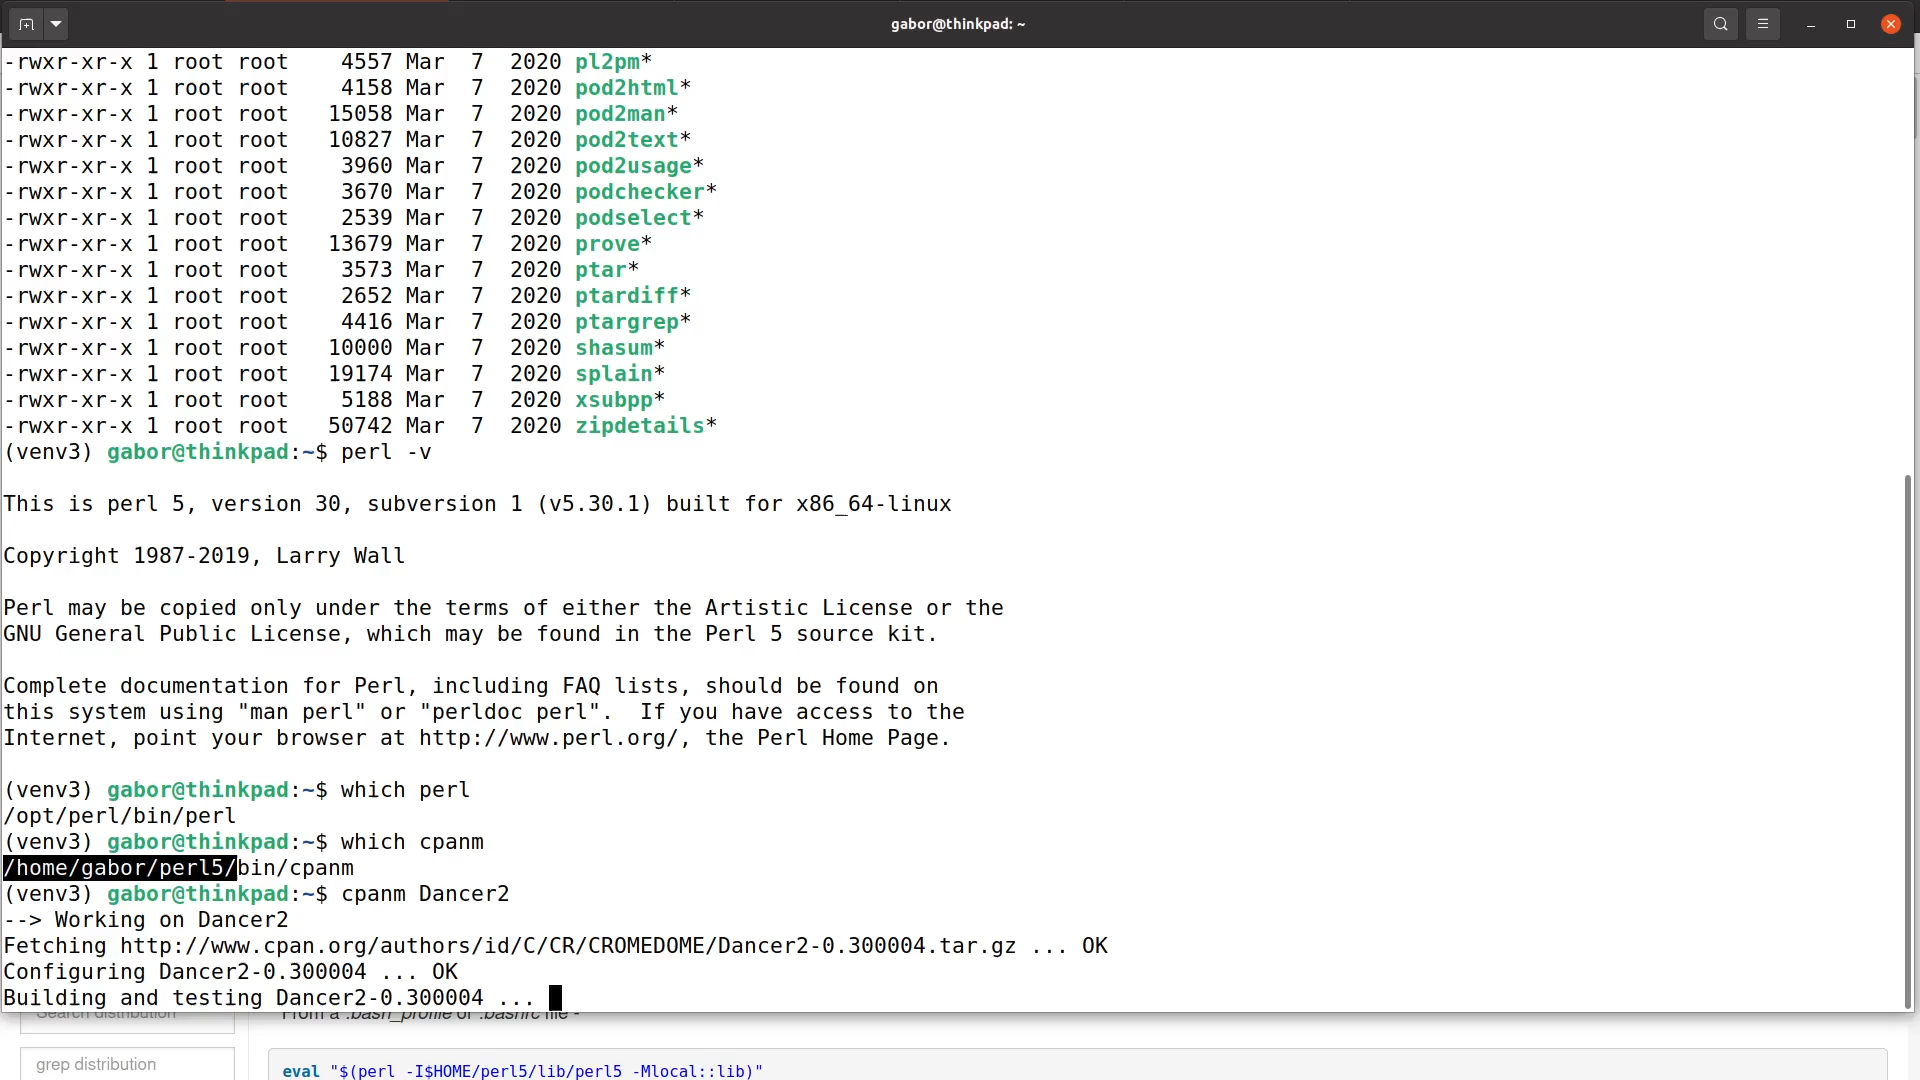 gabor@thinkpad: ~
-rwxr-xr-x 1 root root    4557 Mar  7  2020 pl2pm*
-rwxr-xr-x 1 root root    4158 Mar  7  2020 pod2html*
-rwxr-xr-x 1 root root   15058 Mar  7  2020 pod2man*
-rwxr-xr-x 1 root root   10827 Mar  7  2020 pod2text*
-rwxr-xr-x 1 root root    3960 Mar  7  2020 pod2usage*
-rwxr-xr-x 1 root root    3670 Mar  7  2020 podchecker*
-rwxr-xr-x 1 root root    2539 Mar  7  2020 podselect*
-rwxr-xr-x 1 root root   13679 Mar  7  2020 prove*
-rwxr-xr-x 1 root root    3573 Mar  7  2020 ptar*
-rwxr-xr-x 1 root root    2652 Mar  7  2020 ptardiff*
-rwxr-xr-x 1 root root    4416 Mar  7  2020 ptargrep*
-rwxr-xr-x 1 root root   10000 Mar  7  2020 shasum*
-rwxr-xr-x 1 root root   19174 Mar  7  2020 splain*
-rwxr-xr-x 1 root root    5188 Mar  7  2020 xsubpp*
-rwxr-xr-x 1 root root   50742 Mar  7  2020 zipdetails*
(venv3) gabor@thinkpad:~$ perl -v
This is perl 5, version 30, subversion 1 (v5.30.1) built for x86_64-linux
Copyright 1987-2019, Larry Wall
Perl may be copied only under the terms of either the Artistic License or the
GNU General Public License, which may be found in the Perl 5 source kit.
Complete documentation for Perl, including FAQ lists, should be found on
this system using "man perl" or "perldoc perl".  If you have access to the
Internet, point your browser at http://www.perl.org/, the Perl Home Page.
(venv3) gabor@thinkpad:~$ which perl
/opt/perl/bin/perl
(venv3) gabor@thinkpad:~$ which cpanm
/home/gabor/perl5/bin/cpanm
(venv3) gabor@thinkpad:~$ cpanm Dancer2
--> Working on Dancer2
Fetching http://www.cpan.org/authors/id/C/CR/CROMEDOME/Dancer2-0.300004.tar.gz ... OK
Configuring Dancer2-0.300004 ... OK
Building and testing Dancer2-0.300004 ...
Search distribution
From a .bash_profile or .bashrc file -
grep distribution
eval "$(perl -I$HOME/perl5/lib/perl5 -Mlocal::lib)"